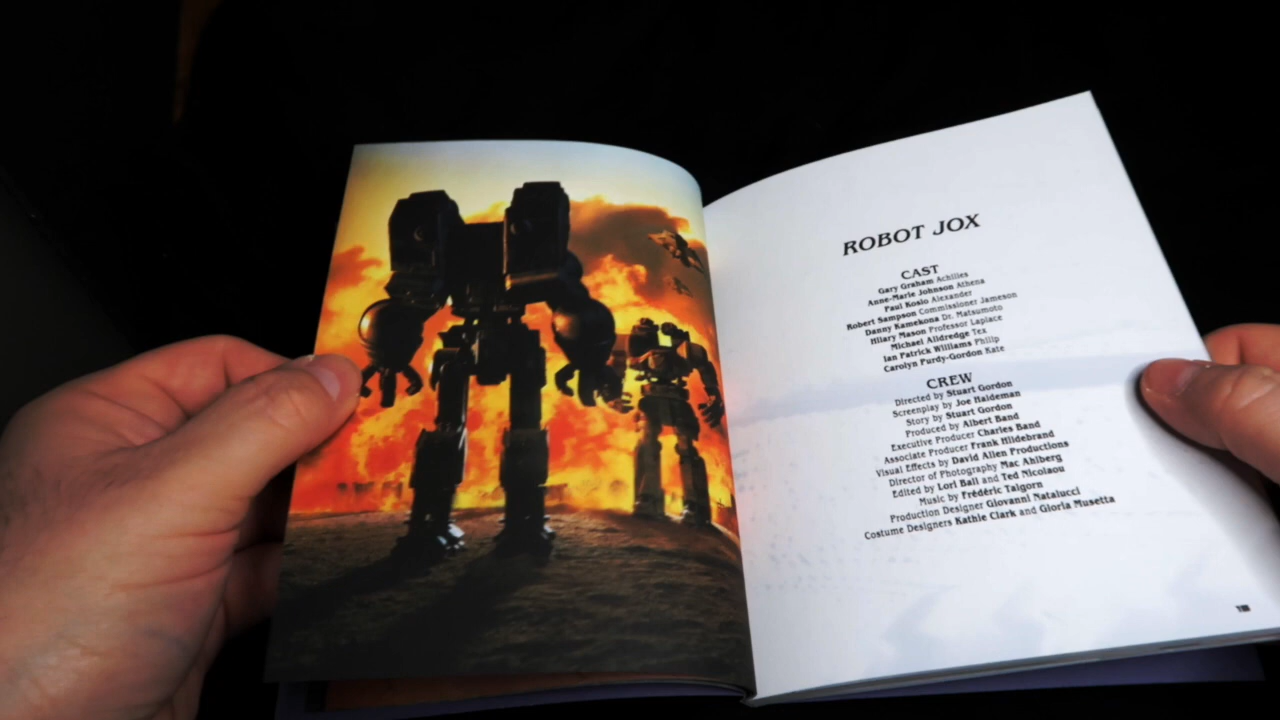 ROBOT JOX
CAST
Gary Graham Achilles
Anne-Marie Johnson Athena
Paul Koslo Alexander
Robert Sampson Commissioner Jameson
Danny Kamekona Dr. Matsumoto
Hilary Mason Professor Laplace
Michael Alldredge Tex
Ian Patrick Williams Philip
Carolyn Purdy-Gordon Kate
CREW
Directed by Stuart Gordon
Screenplay by Joe Haldeman
Story by Stuart Gordon
Produced by Albert Band
Executive Producer Charles Band
Associate Producer Frank Hildebrand
Visual Effects by David Allen Productions
Director of Photography Mac Ahlberg
Edited by Lori Ball and Ted Nicolaou
Music by Frédéric Talgorn
Production Designer Giovanni Natalucci
Costume Designers Kathie Clark and Gloria Musetta